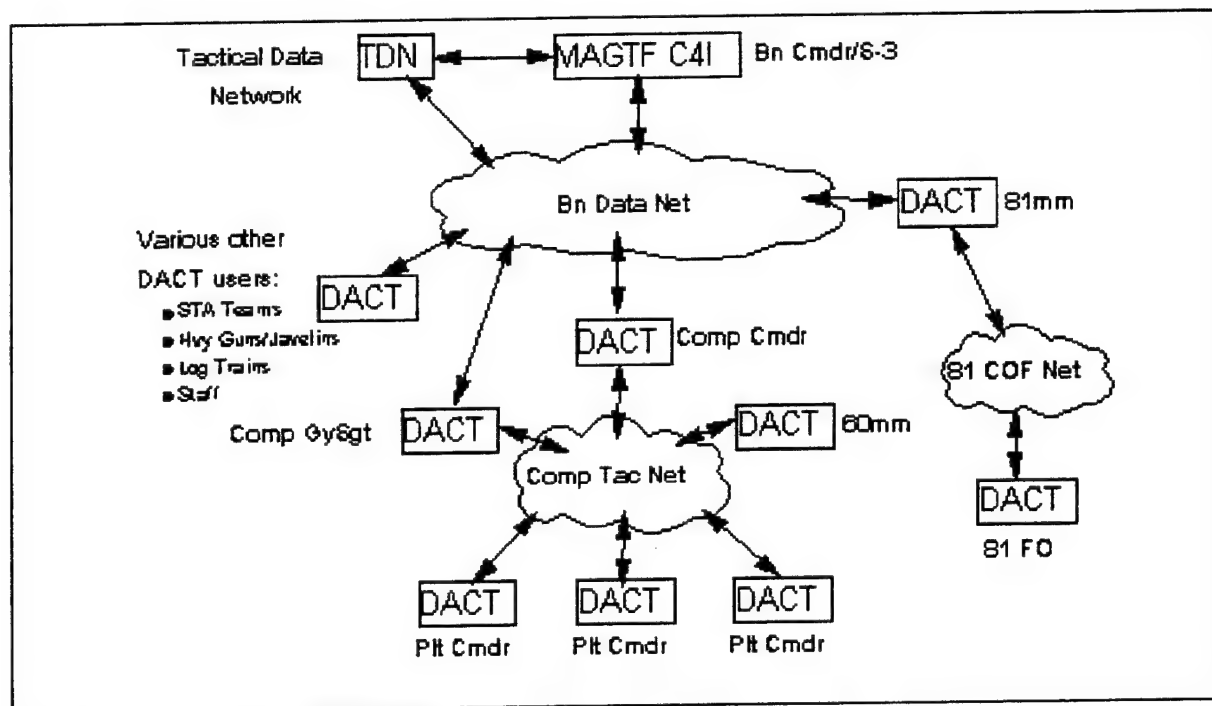 Tactical Data
Network
TDN
MAGTF C4I
Bn Cmdr/S-3
Bn Data Net
DACT
81mm
Various other
DACT users:
STA Teams
Hvy Guns/Javelins
Log Trains
Staff
DACT
DACT
Comp Cmdr
81 COF Net
Comp GySgt
DACT
DACT
60mm
Comp Tac Net
DACT
81 FO
DACT
DACT
DACT
Plt Cmdr
Plt Cmdr
Plt Cmdr